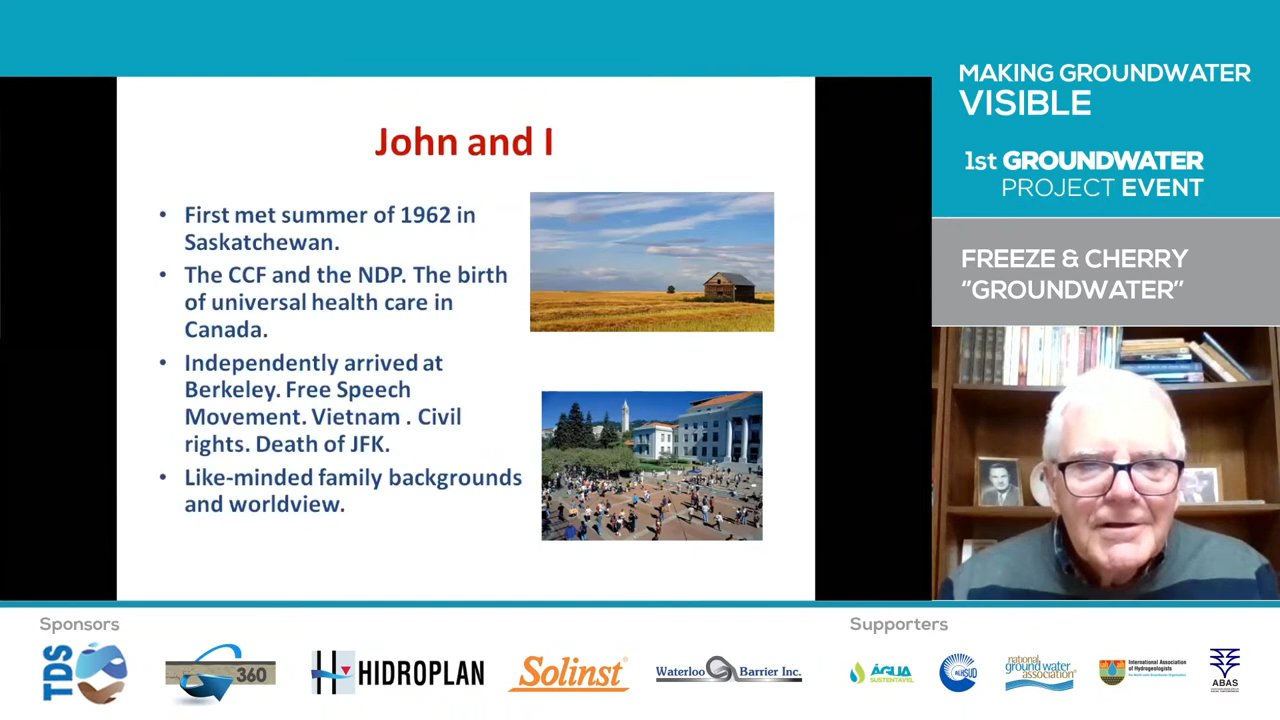 MAKING GROUNDWATER
VISIBLE
1st GROUNDWATER
PROJECT EVENT
FREEZE & CHERRY
“GROUNDWATER”
John and I
• First met summer of 1962 in
Saskatchewan.
• The CCF and the NDP. The birth
of universal health care in
Canada.
• Independently arrived at
Berkeley. Free Speech
Movement. Vietnam . Civil
rights. Death of JFK.
• Like-minded family backgrounds
and worldview.
Sponsors
TDS
360
HIDROPLAN
Solinst®
Waterloo Barrier Inc.
Supporters
ÁGUA
SUSTENTAVEL
ALHSUD
national
ground water
association
International Association
of Hydrogeologists
ABAS